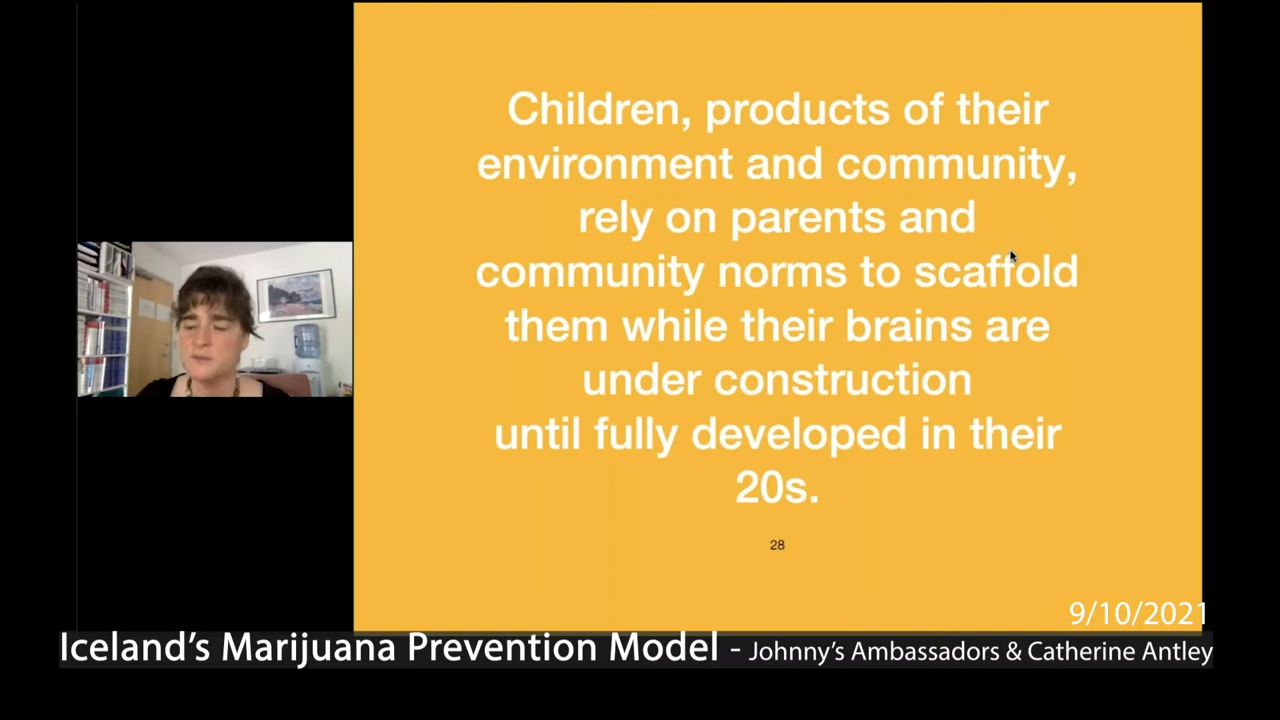 Children, products of their
environment and community,
rely on parents and
community norms to scaffold
them while their brains are
under construction
until fully developed in their
20s.
28
9/10/2021
Iceland's Marijuana Prevention Model - Johnny's Ambassadors & Catherine Antley